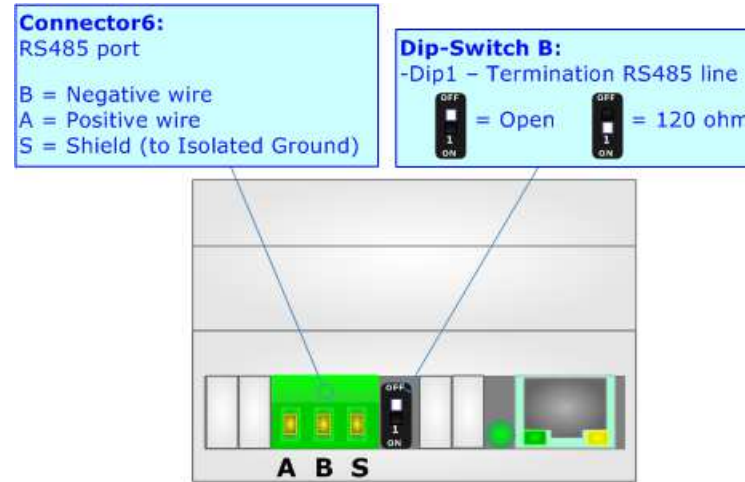 Connector6:
RS485 port
B = Negative wire
A = Positive wire
S = Shield (to Isolated Ground)
Dip-Switch B:
-Dip1 – Termination RS485 line
OFF
1
ON
= Open
OFF
1
ON
= 120 ohm
OFF
1
ON
A B S